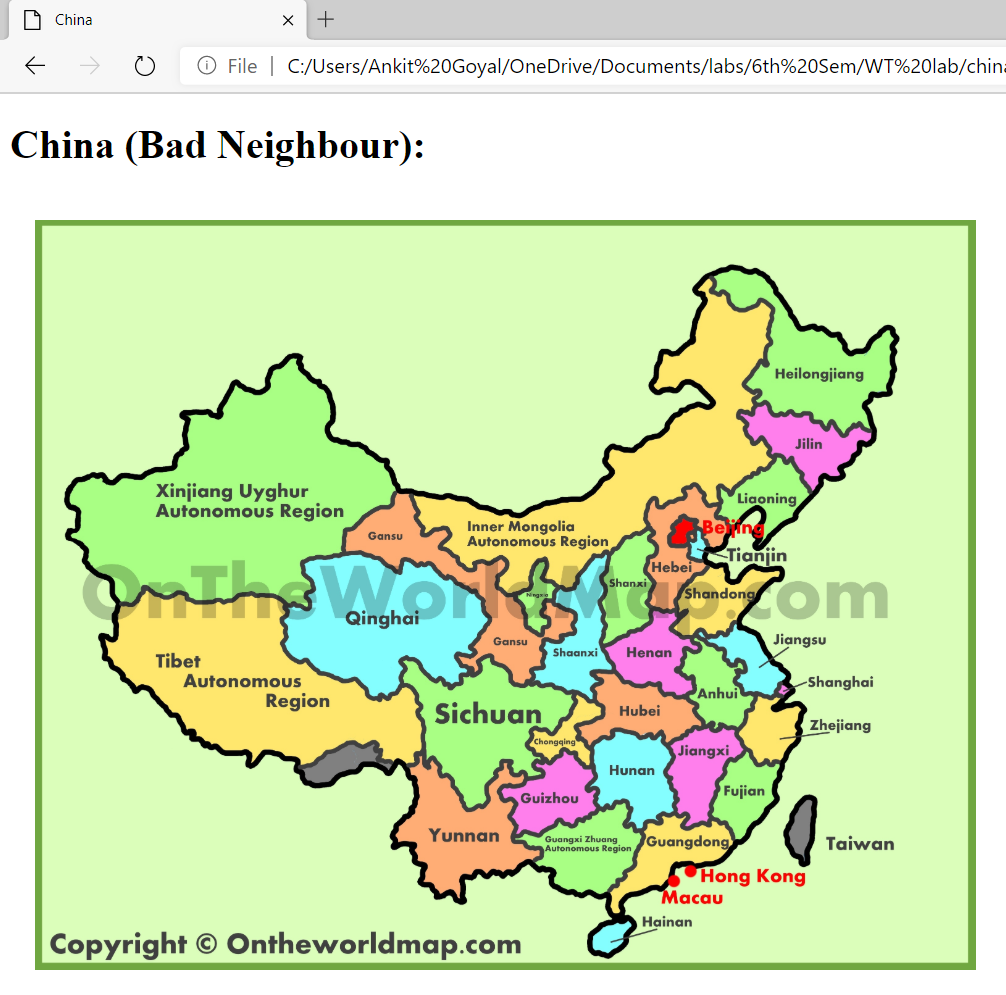 China
File
C:/Users/Ankit%20Goyal/OneDrive/Documents/labs/6th%20Sem/WT%20lab/china
China (Bad Neighbour):
Heilongjiang
Jilin
Xinjiang Uyghur
Autonomous Region
Liaoning
Inner Mongolia
Autonomous Region
Gansu
Beijing
Tianjin
Hebei
Shanxi
Ningxia
Shandong
OnTheWorldMap.com
Qinghai
Gansu
Shaanxi
Henan
Jiangsu
Tibet
Autonomous
Region
Shanghai
Anhui
Sichuan
Hubei
Zhejiang
Chongqing
Hunan
Jiangxi
Guizhou
Fujian
Yunnan
Guangxi Zhuang
Autonomous Region
Guangdong
Taiwan
Hong Kong
Macau
Hainan
Copyright © Ontheworldmap.com